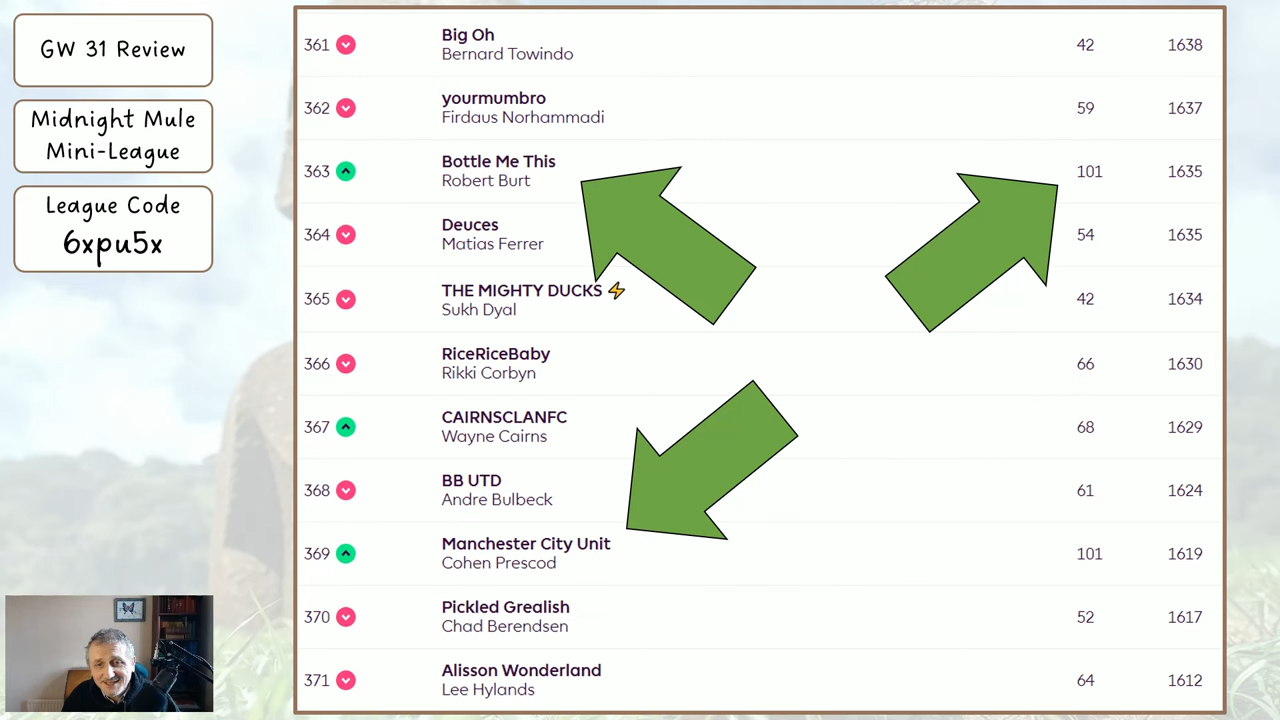 GW 31 Review
Midnight Mule
Mini-League
League Code
6xpu5x
361 Big Oh 42 1638
Bernard Towindo
362 yourmumbro 59 1637
Firdaus Norhammadi
363 Bottle Me This 101 1635
Robert Burt
364 Deuces 54 1635
Matias Ferrer
365 THE MIGHTY DUCKS ⚡ 42 1634
Sukh Dyal
366 RiceRiceBaby 66 1630
Rikki Corbyn
367 CAIRNSCLANFC 68 1629
Wayne Cairns
368 BB UTD 61 1624
Andre Bulbeck
369 Manchester City Unit 101 1619
Cohen Prescod
370 Pickled Grealish 52 1617
Chad Berendsen
371 Alisson Wonderland 64 1612
Lee Hylands